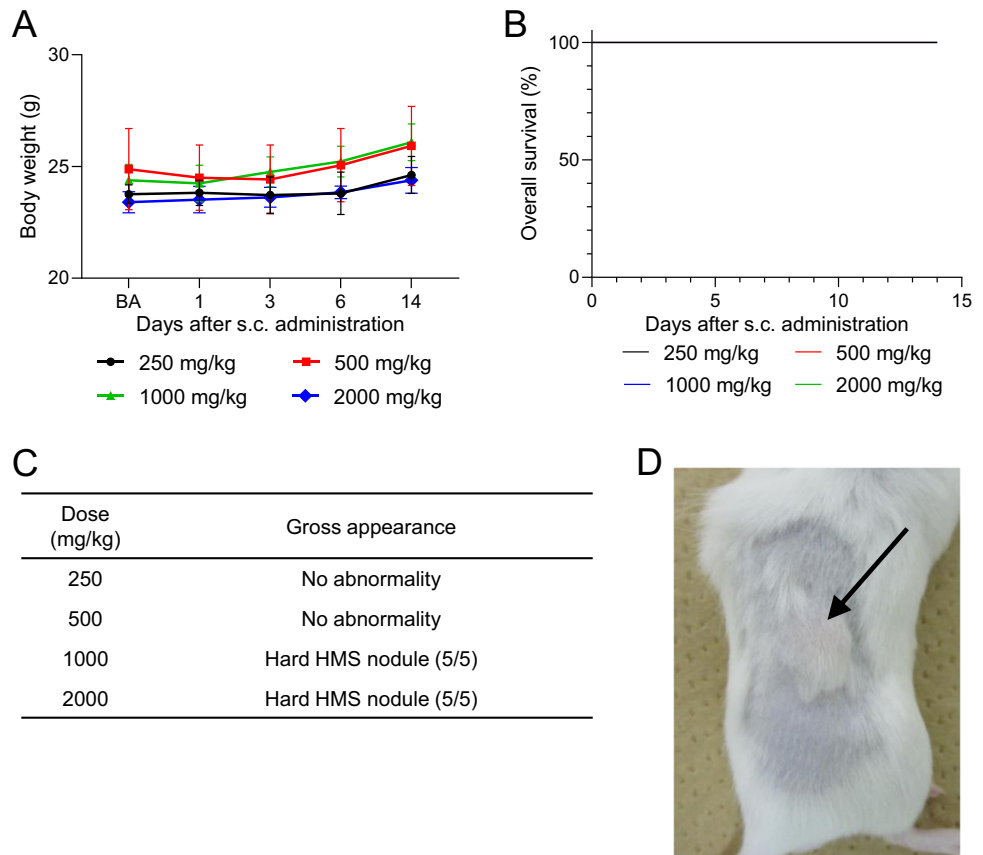 A
30
25
20
Body weight (g)
BA 1 3 6 14
Days after s.c. administration
250 mg/kg 500 mg/kg
1000 mg/kg 2000 mg/kg
B
100
50
0
Overall survival (%)
0 5 10 15
Days after s.c. administration
250 mg/kg 500 mg/kg
1000 mg/kg 2000 mg/kg
C
Dose
(mg/kg)
Gross appearance
250 No abnormality
500 No abnormality
1000 Hard HMS nodule (5/5)
2000 Hard HMS nodule (5/5)
D